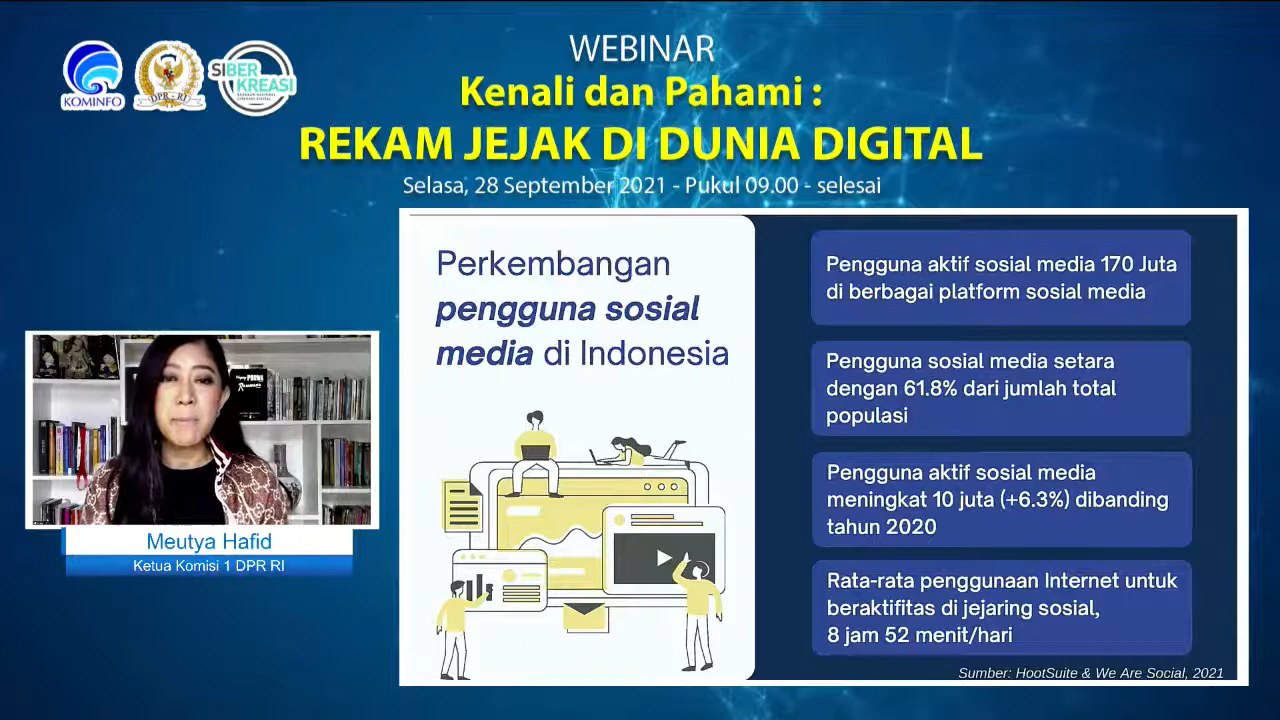 WEBINAR
Kenali dan Pahami :
REKAM JEJAK DI DUNIA DIGITAL
Selasa, 28 September 2021 - Pukul 09.00 - selesai
KOMINFO
DPR - RI
SIBER
KREASI
Perkembangan
pengguna sosial
media di Indonesia
Pengguna aktif sosial media 170 Juta
di berbagai platform sosial media
Pengguna sosial media setara
dengan 61.8% dari jumlah total
populasi
Pengguna aktif sosial media
meningkat 10 juta (+6.3%) dibanding
tahun 2020
Rata-rata penggunaan Internet untuk
beraktifitas di jejaring sosial,
8 jam 52 menit/hari
Sumber: HootSuite & We Are Social, 2021
Meutya Hafid
Ketua Komisi 1 DPR RI